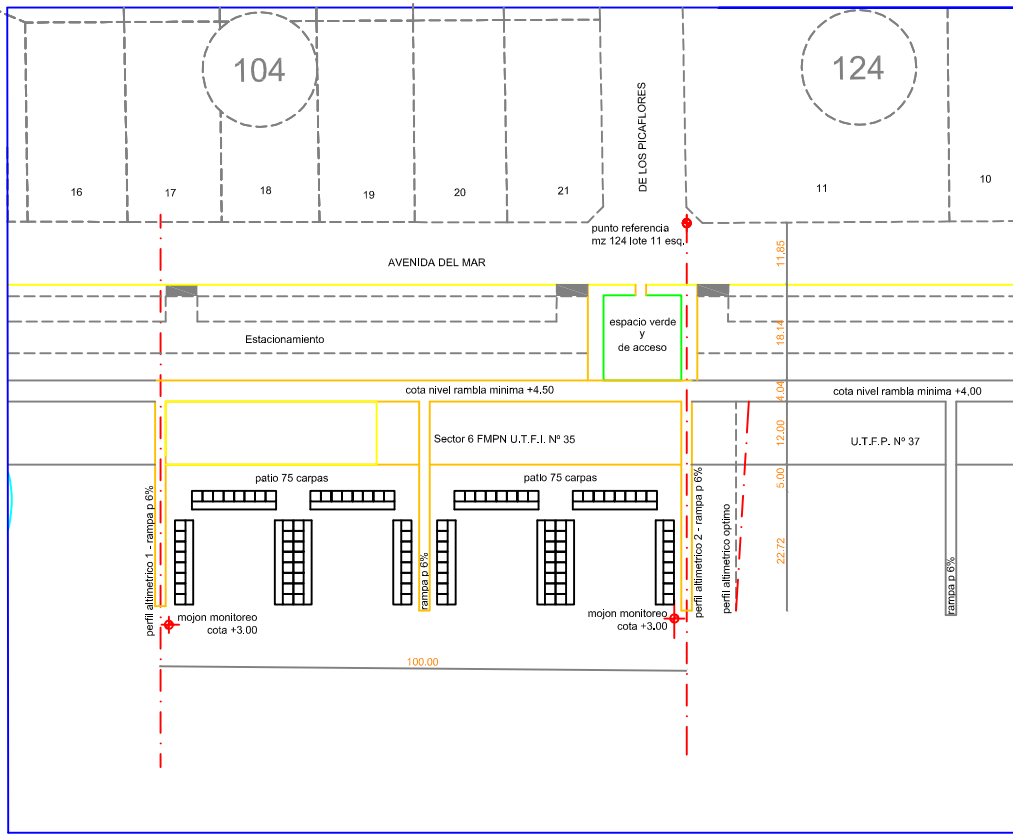 104
124
DE LOS PICAFLORES
16
17
18
19
20
21
11
10
punto referencia
mz 124 lote 11 esq.
AVENIDA DEL MAR
11,85
espacio verde
y
de acceso
Estacionamiento
18.14
cota nivel rambla minima +4.50
cota nivel rambla minima +4,00
4.04
Sector 6 FMPN U.T.F.I. Nº 35
12.00
U.T.F.P. Nº 37
patio 75 carpas
patio 75 carpas
5.00
perfil altimetrico 1 - rampa p 6%
rampa p 6%
perfil altimetrico 2 - rampa p 6%
perfil altimetrico optimo
22.72
rampa p 6%
mojon monitoreo
cota +3.00
mojon monitoreo
cota +3.00
100.00